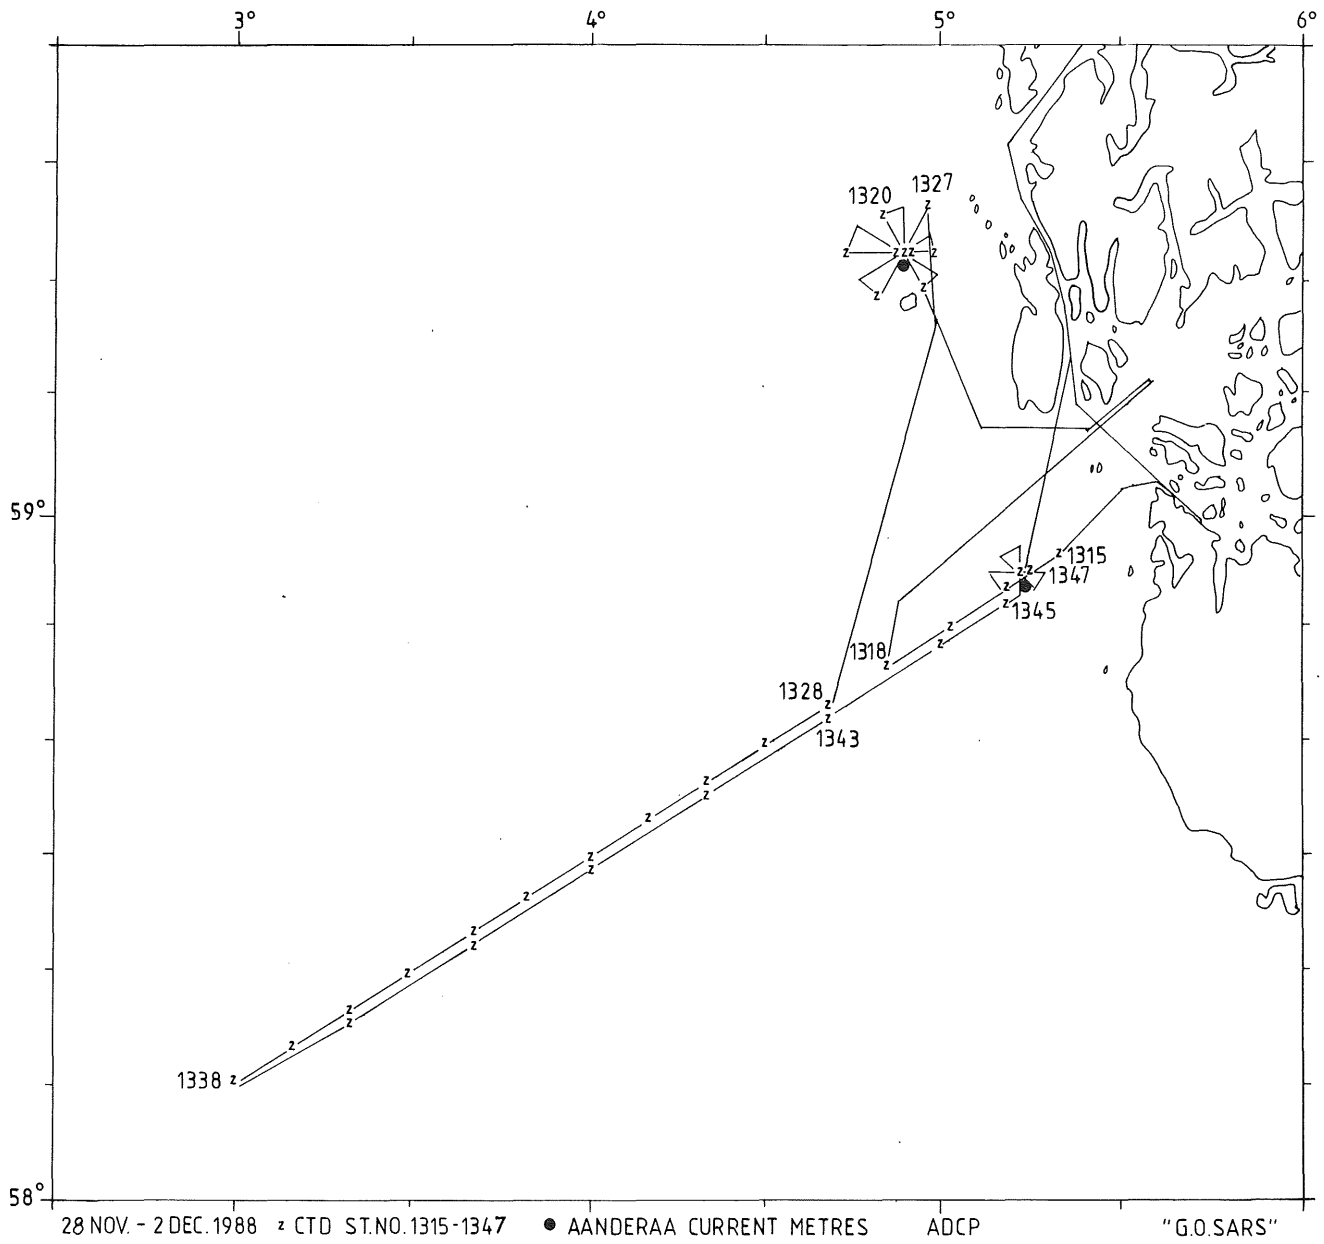 3° 4° 5° 6°
1327
1320
z
z
z zzz z
z
z
59°
z 1315
z z 1347
z
z 1345
z
z
1318
z
1328
z
z
1343
z
z
z
z
z
z
z
z
z
z
z
z
z
1338 z
58°
28 NOV. - 2 DEC. 1988 z CTD ST.NO.1315-1347 AANDERAA CURRENT METRES ADCP "G.O.SARS"